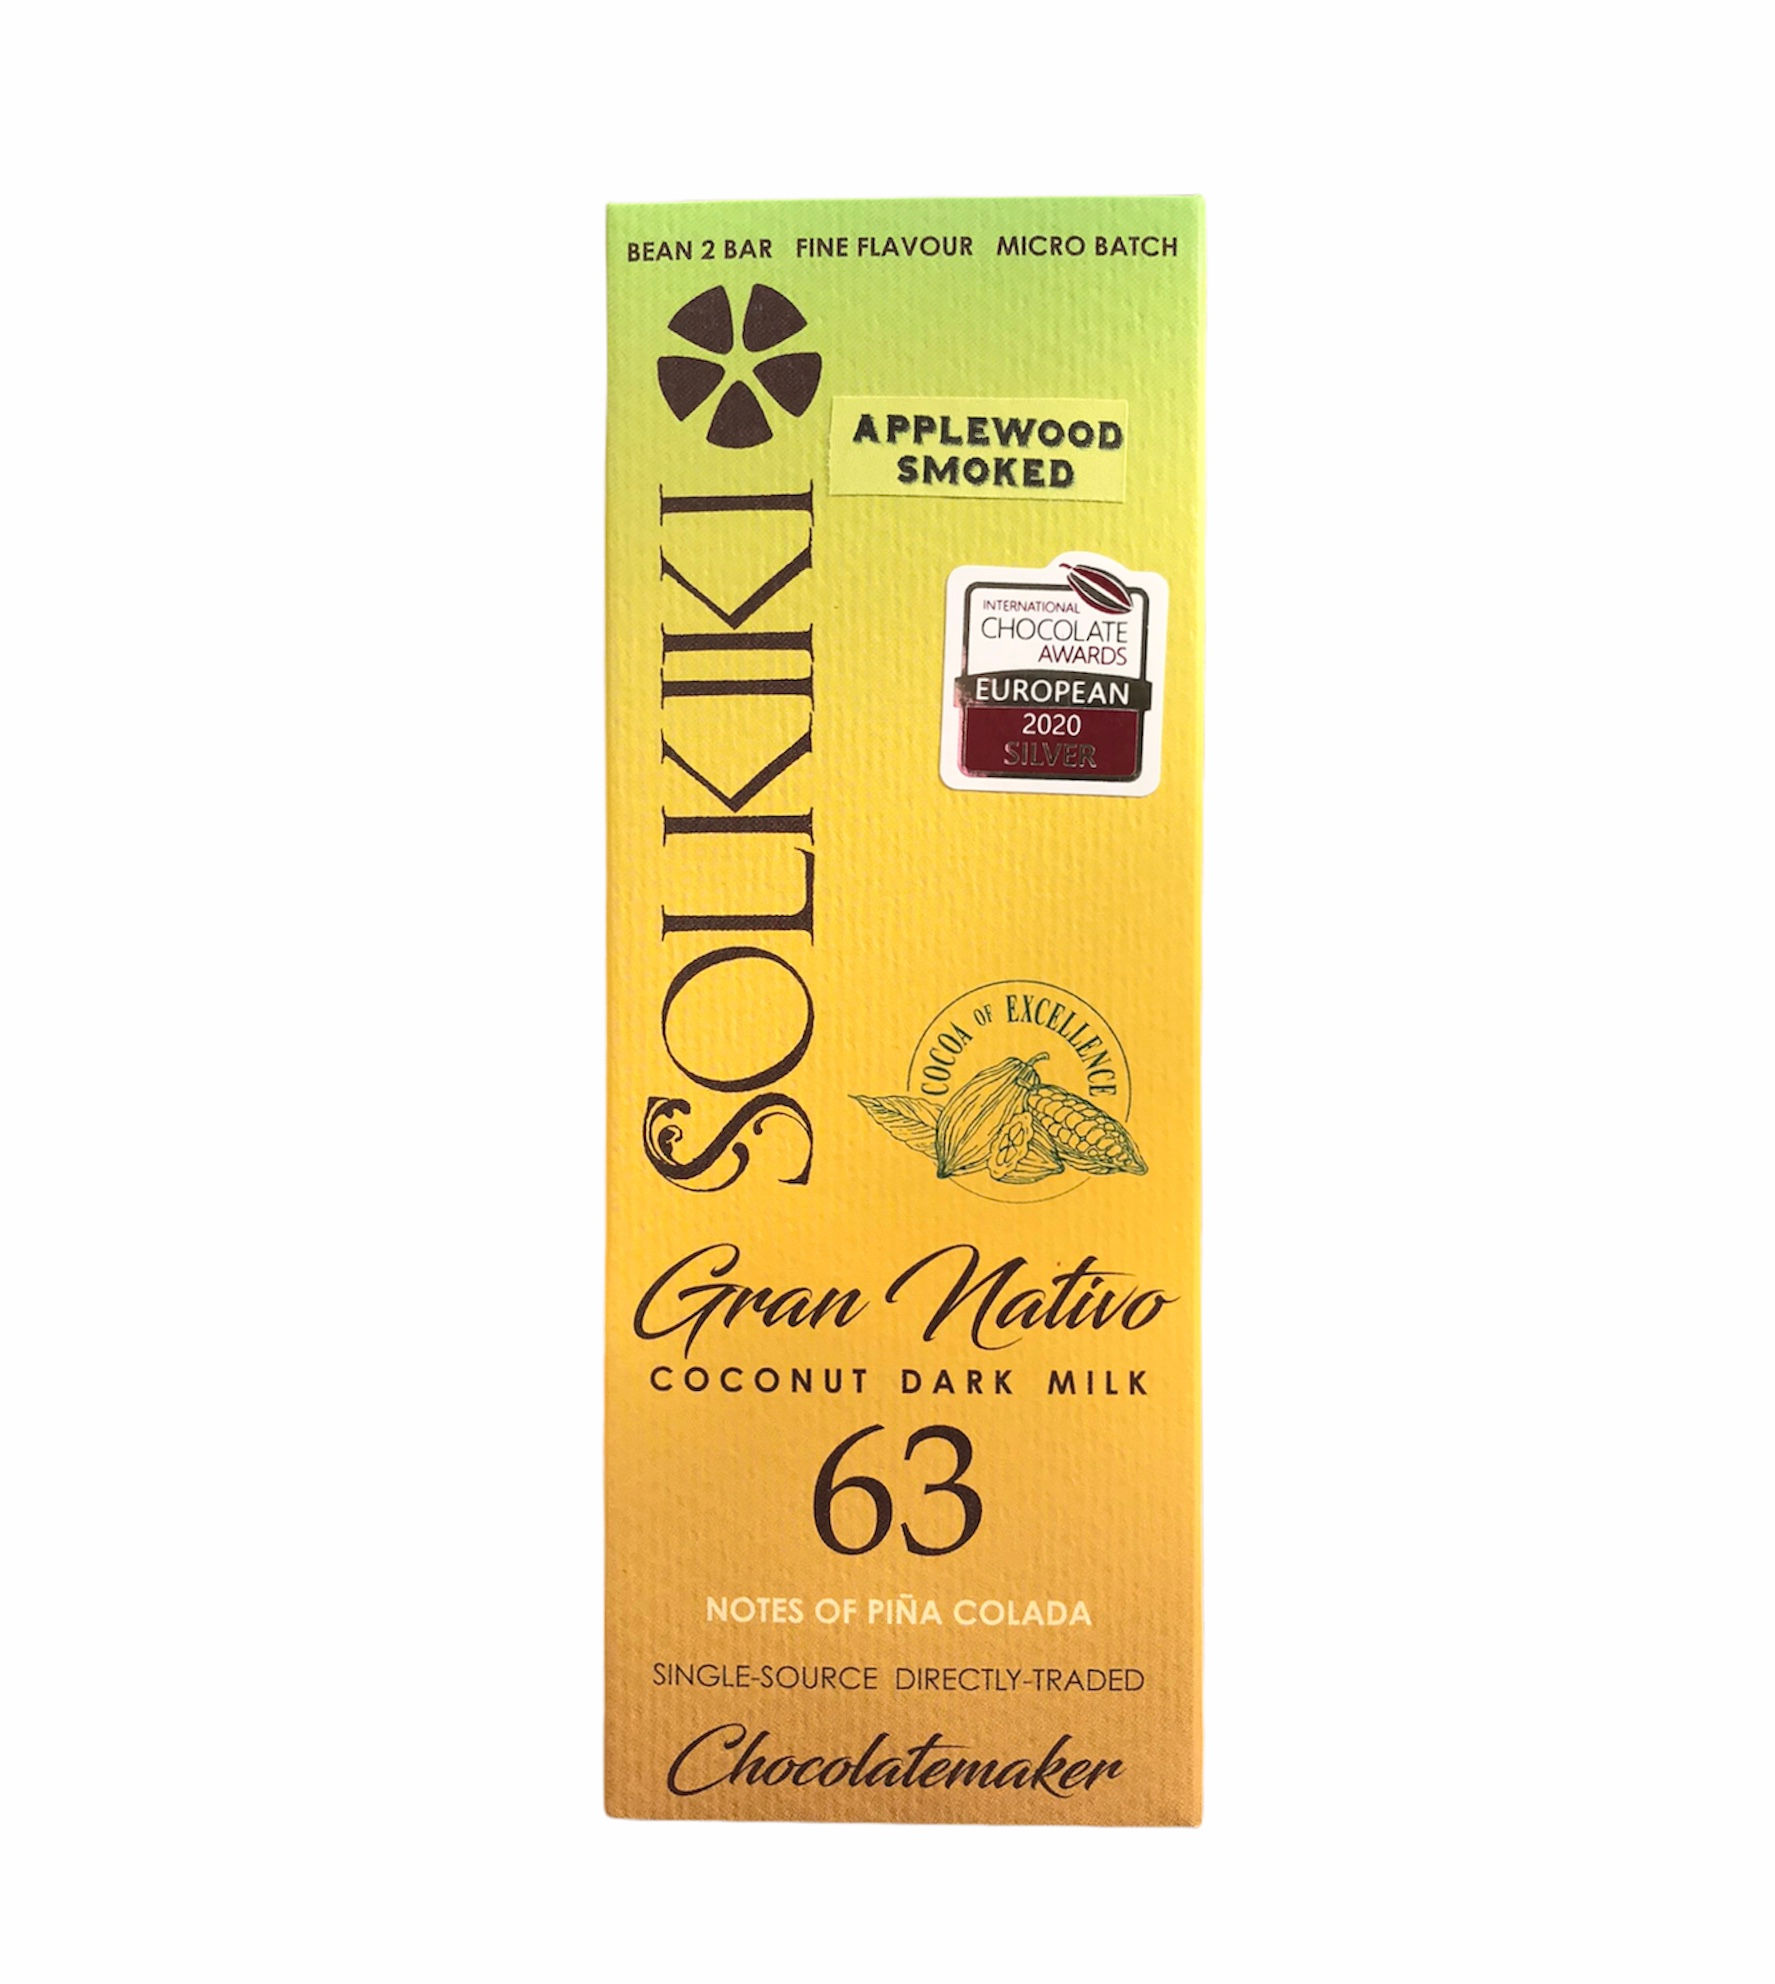 BEAN 2 BAR FINE FLAVOUR MICRO BATCH
SOLKIKI
APPLEWOOD
SMOKED
INTERNATIONAL
CHOCOLATE
AWARDS
EUROPEAN
2020
SILVER
COCOA OF EXCELLENCE
Gran Nativo
COCONUT DARK MILK
63
NOTES OF PIÑA COLADA
SINGLE-SOURCE DIRECTLY-TRADED
Chocolatemaker